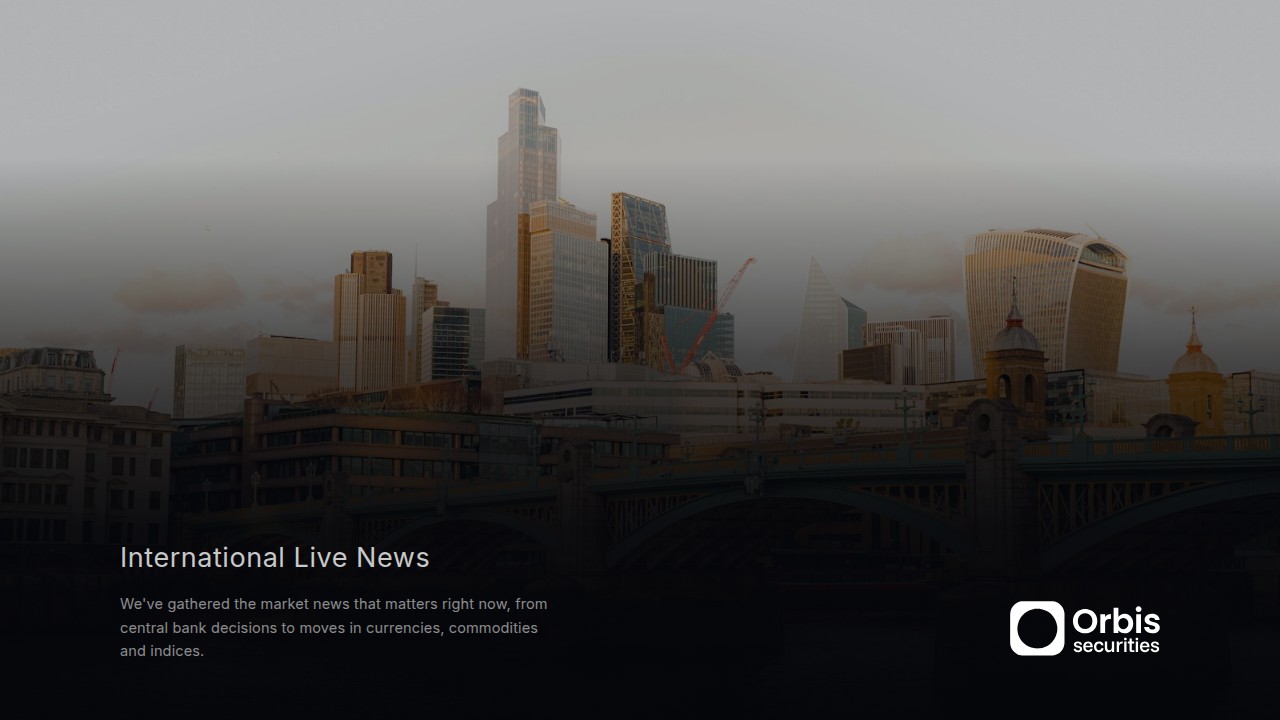 International Live News
We've gathered the market news that matters right now, from
central bank decisions to moves in currencies, commodities
and indices.
Orbis
securities